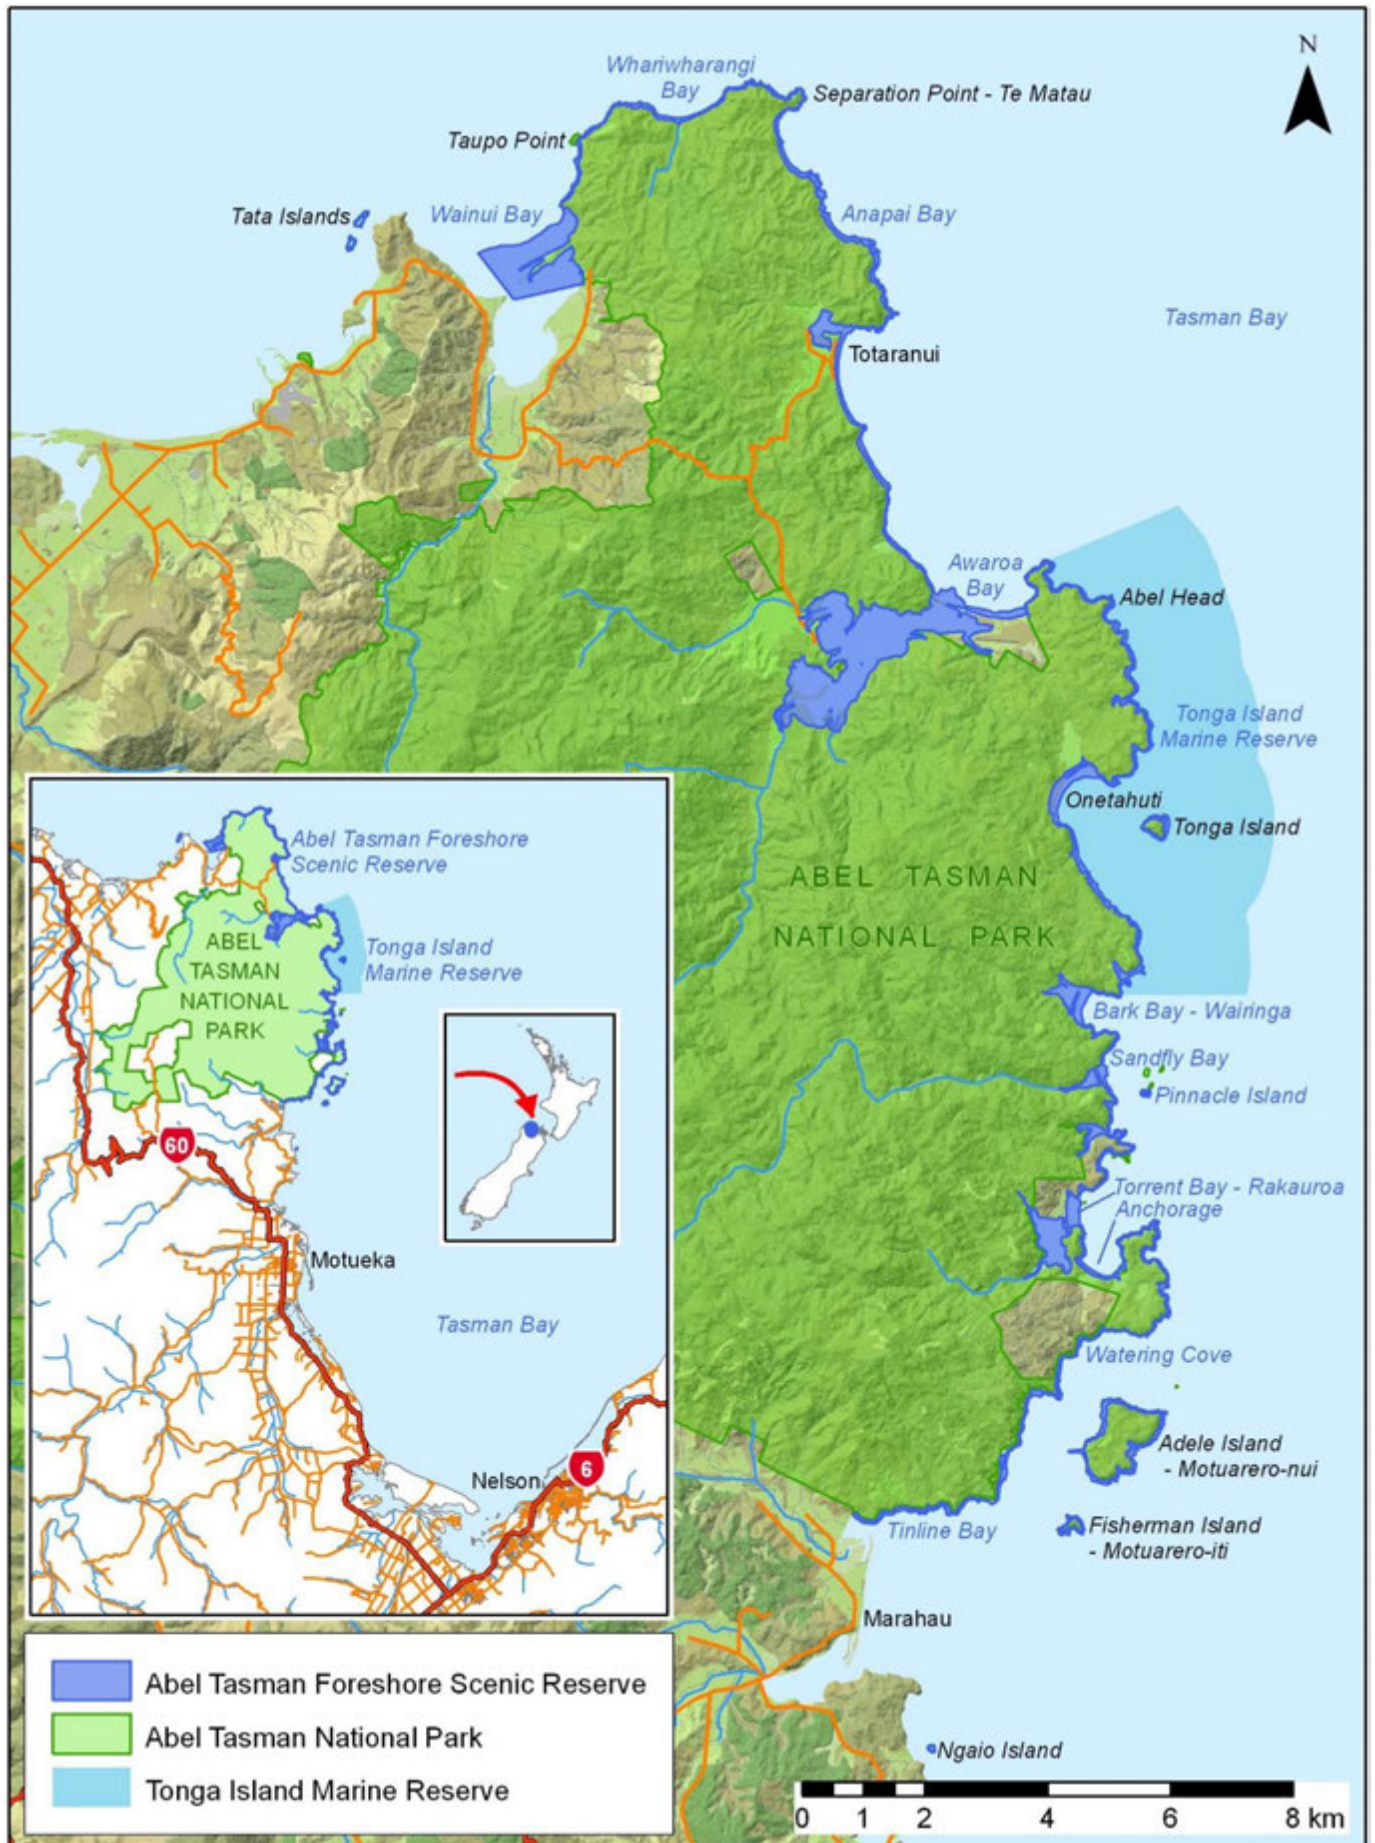 N
Whariwharangi
Bay
Separation Point - Te Matau
Taupo Point
Tata Islands
Wainui Bay
Anapai Bay
Tasman Bay
Totaranui
Awaroa
Bay
Abel Head
Tonga Island
Marine Reserve
Onetahuti
Tonga Island
ABEL TASMAN
NATIONAL PARK
Bark Bay - Wairinga
Sandfly Bay
Pinnacle Island
Torrent Bay - Rakauroa
Anchorage
Watering Cove
Adele Island
- Motuarero-nui
Fisherman Island
- Motuarero-iti
Tinline Bay
Marahau
Ngaio Island
0 1 2 4 6 8 km
Abel Tasman Foreshore
Scenic Reserve
ABEL
TASMAN
NATIONAL
PARK
Tonga Island
Marine Reserve
60
Motueka
Tasman Bay
Nelson
6
Abel Tasman Foreshore Scenic Reserve
Abel Tasman National Park
Tonga Island Marine Reserve